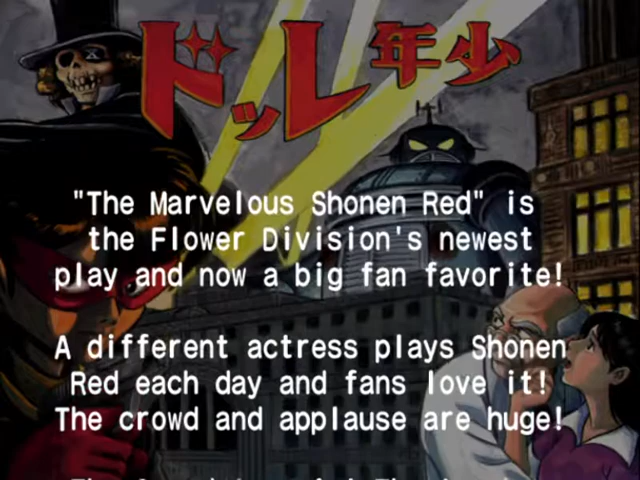 少年レッド
"The Marvelous Shonen Red" is
the Flower Division's newest
play and now a big fan favorite!
A different actress plays Shonen
Red each day and fans love it!
The crowd and applause are huge!